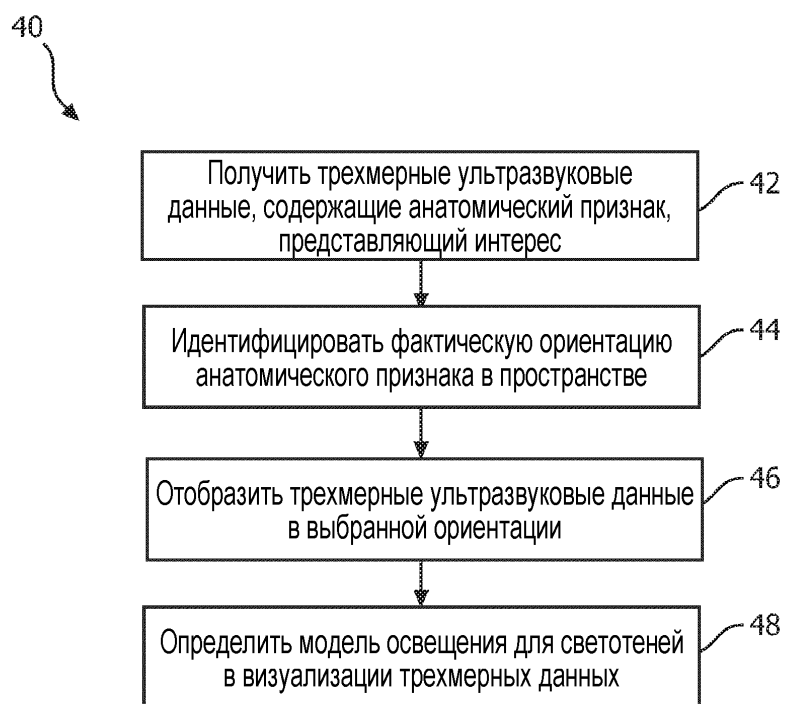 40
Получить трехмерные ультразвуковые
данные, содержащие анатомический признак,
представляющий интерес
42
Идентифицировать фактическую ориентацию
анатомического признака в пространстве
44
Отобразить трехмерные ультразвуковые данные
в выбранной ориентации
46
Определить модель освещения для светотеней
в визуализации трехмерных данных
48